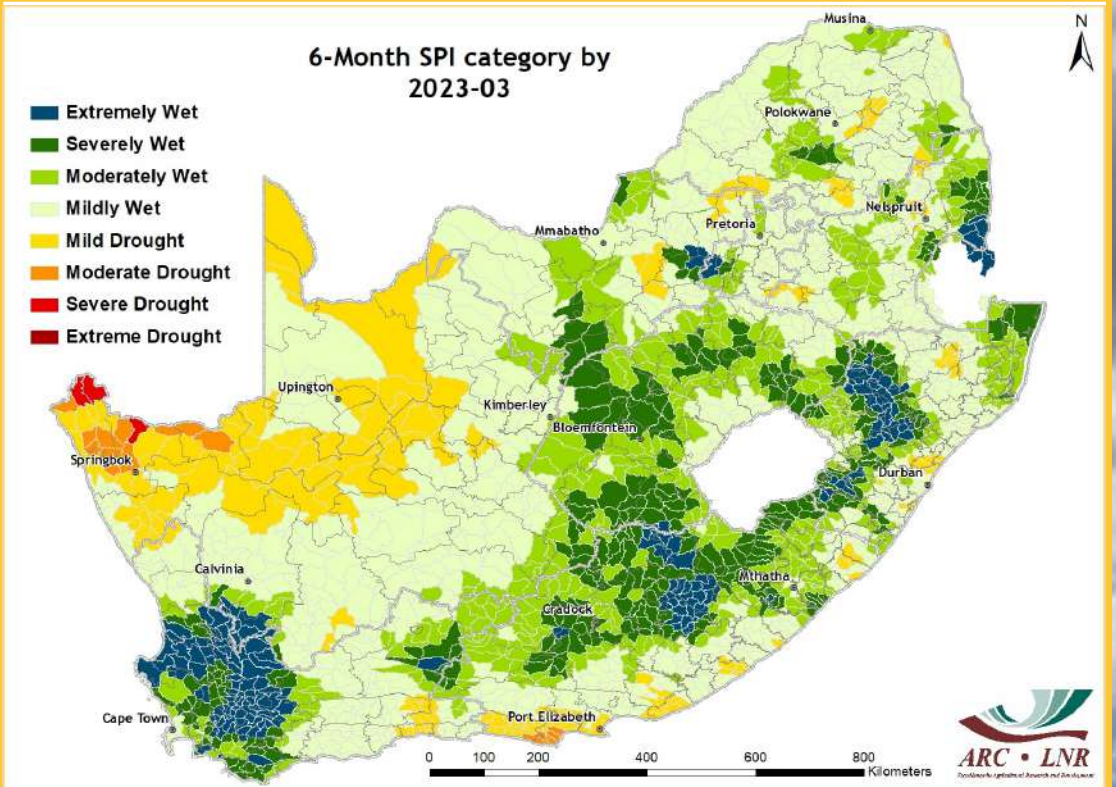 6-Month SPI category by
2023-03
N
Extremely Wet
Severely Wet
Moderately Wet
Mildly Wet
Mild Drought
Moderate Drought
Severe Drought
Extreme Drought
Musina
Polokwane
Nelspruit
Pretoria
Mmabatho
Upington
Kimberley
Bloemfontein
Springbok
Durban
Calvinia
Mthatha
Cradock
Cape Town
Port Elizabeth
0 200 400 600 800
Kilometers
ARC • LNR